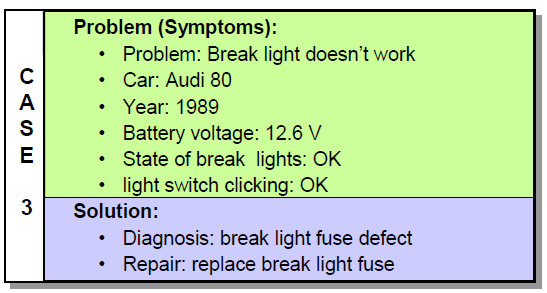 CASE 3
Problem (Symptoms):
• Problem: Break light doesn't work
• Car: Audi 80
• Year: 1989
• Battery voltage: 12.6 V
• State of break lights: OK
• light switch clicking: OK
Solution:
• Diagnosis: break light fuse defect
• Repair: replace break light fuse